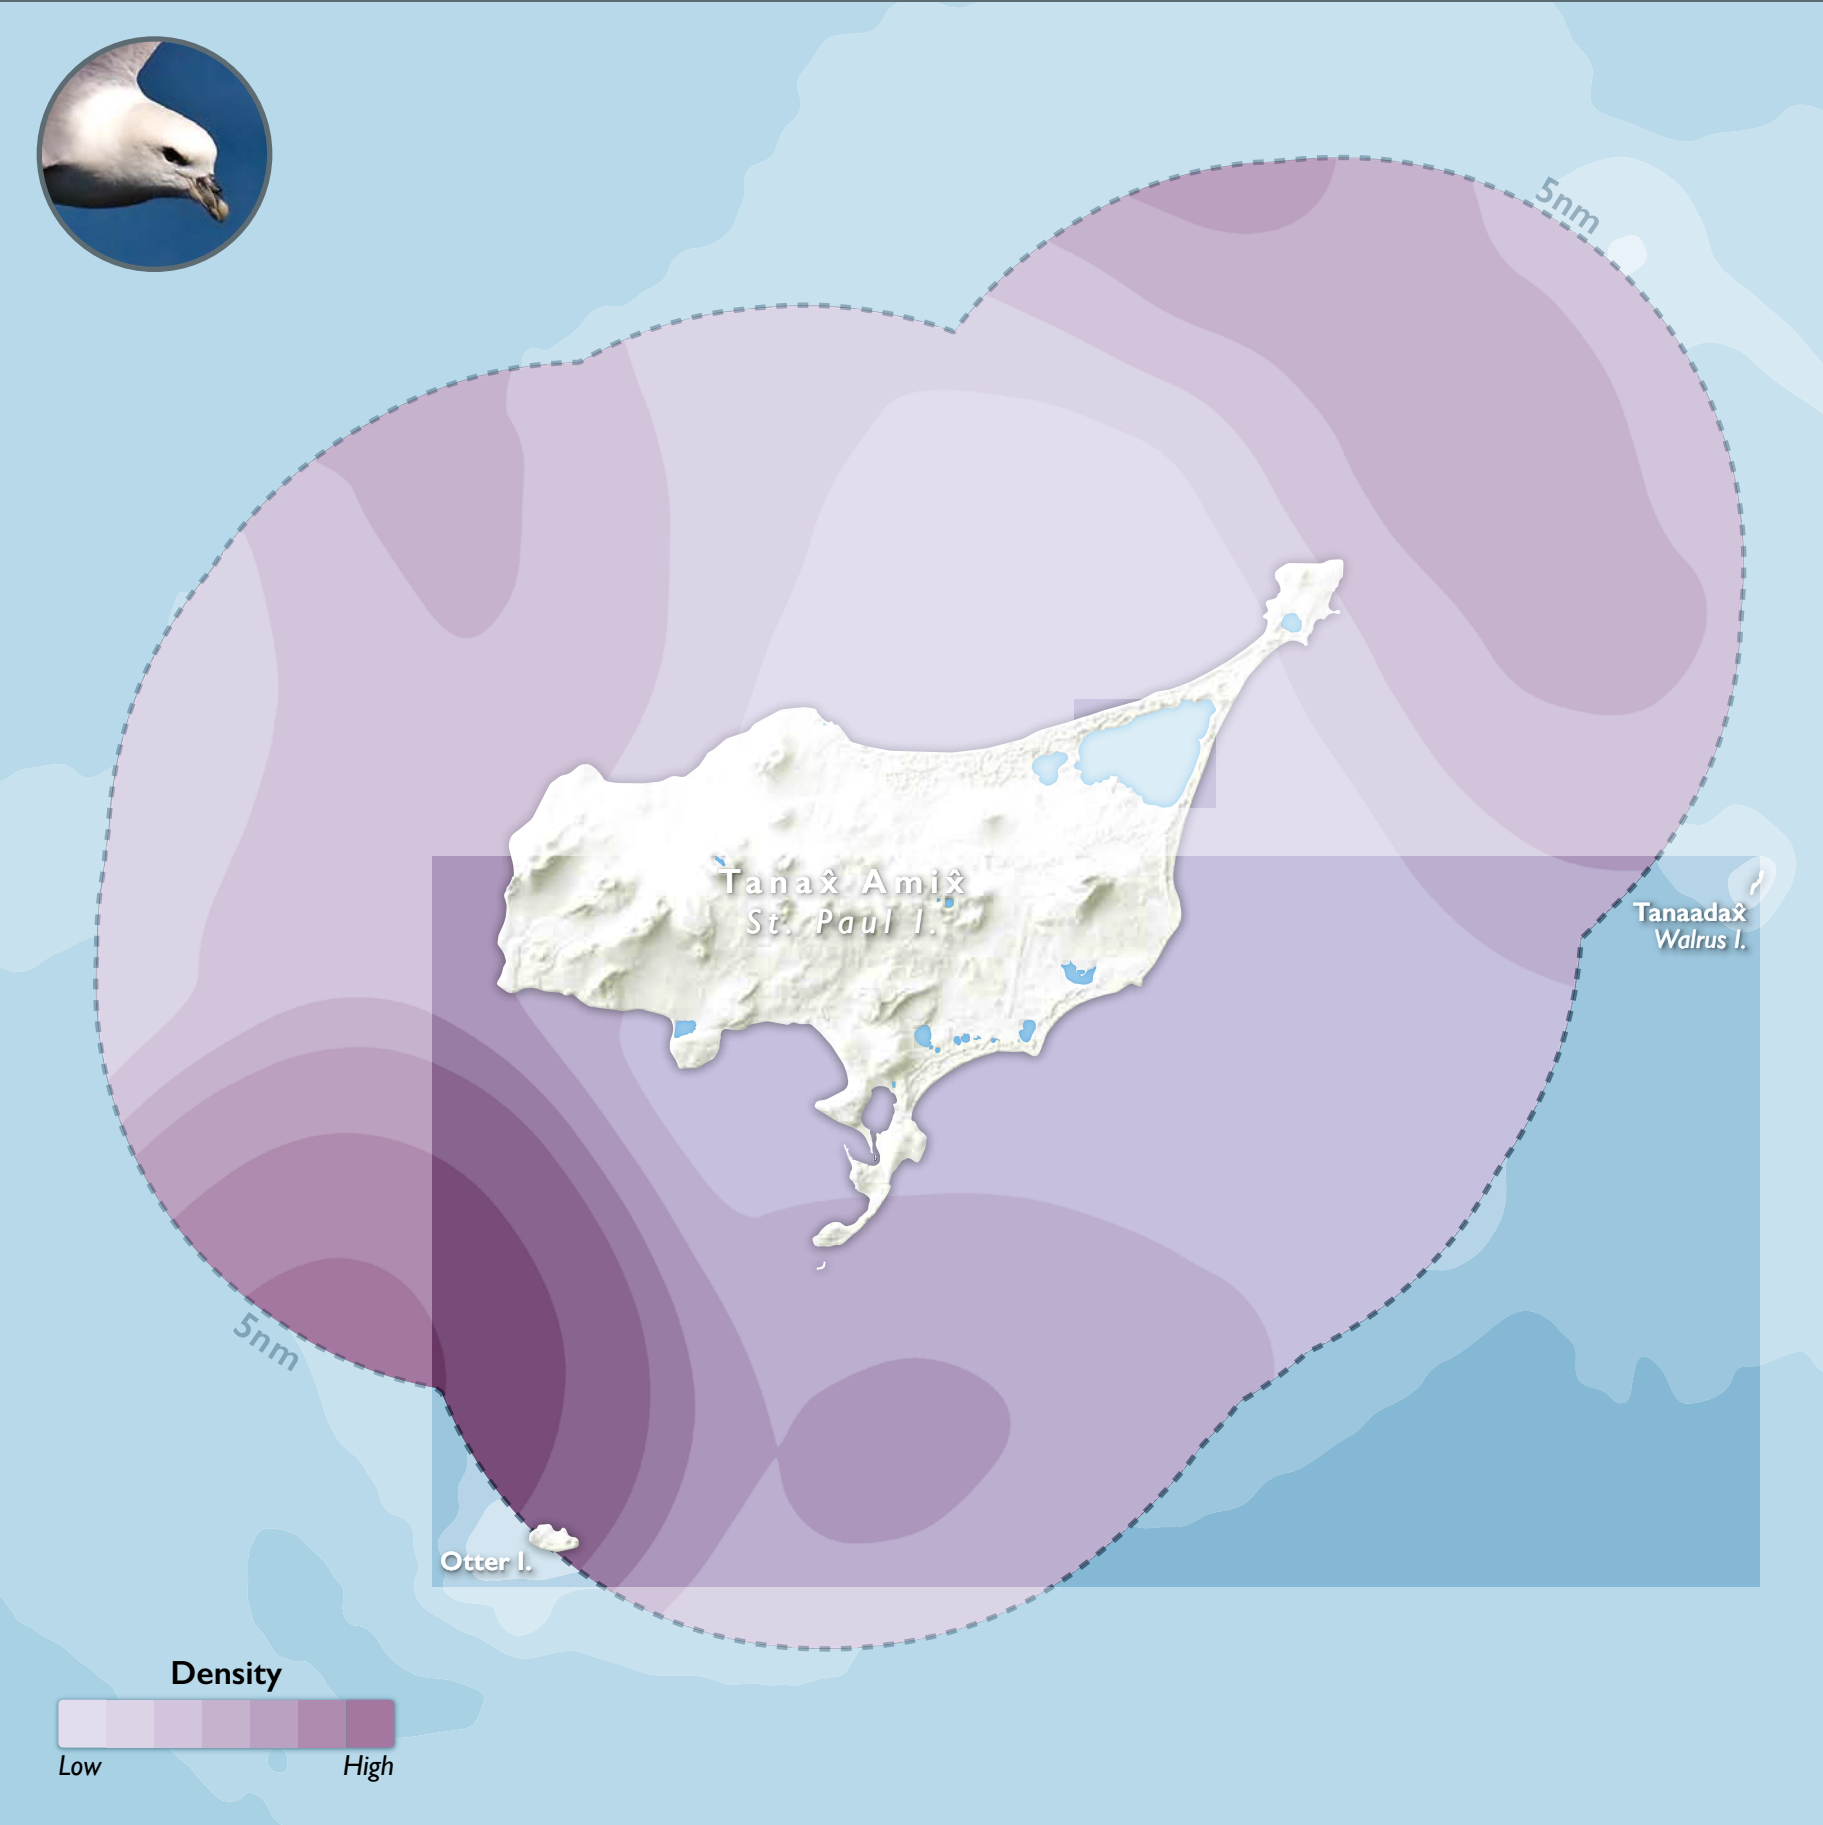 5nm
Tanax̂ Amix̂
St. Paul I.
Tanaadax̂
Walrus I.
5nm
Otter I.
Density
Low
High